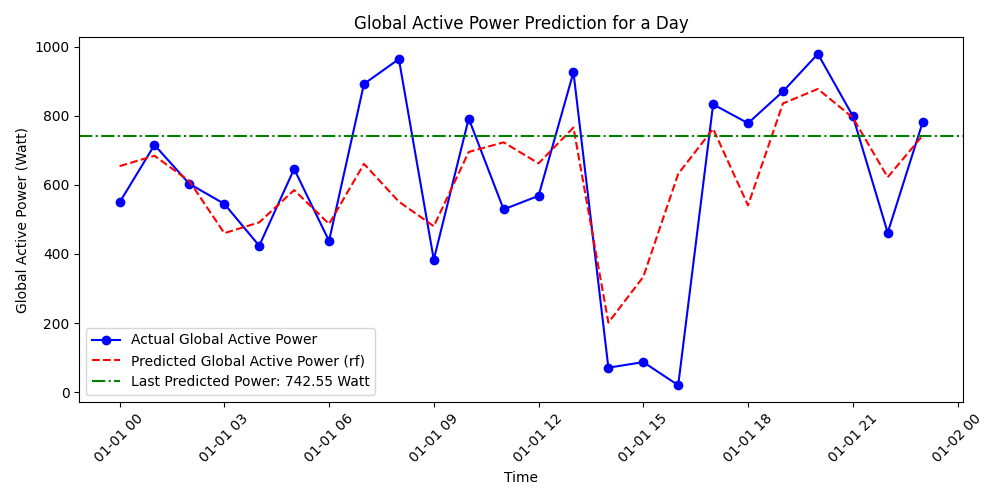 Global Active Power Prediction for a Day
Global Active Power (Watt)
1000
800
600
400
200
0
Actual Global Active Power
Predicted Global Active Power (rf)
Last Predicted Power: 742.55 Watt
01-01 00
01-01 03
01-01 06
01-01 09
01-01 12
01-01 15
01-01 18
01-01 21
01-02 00
Time